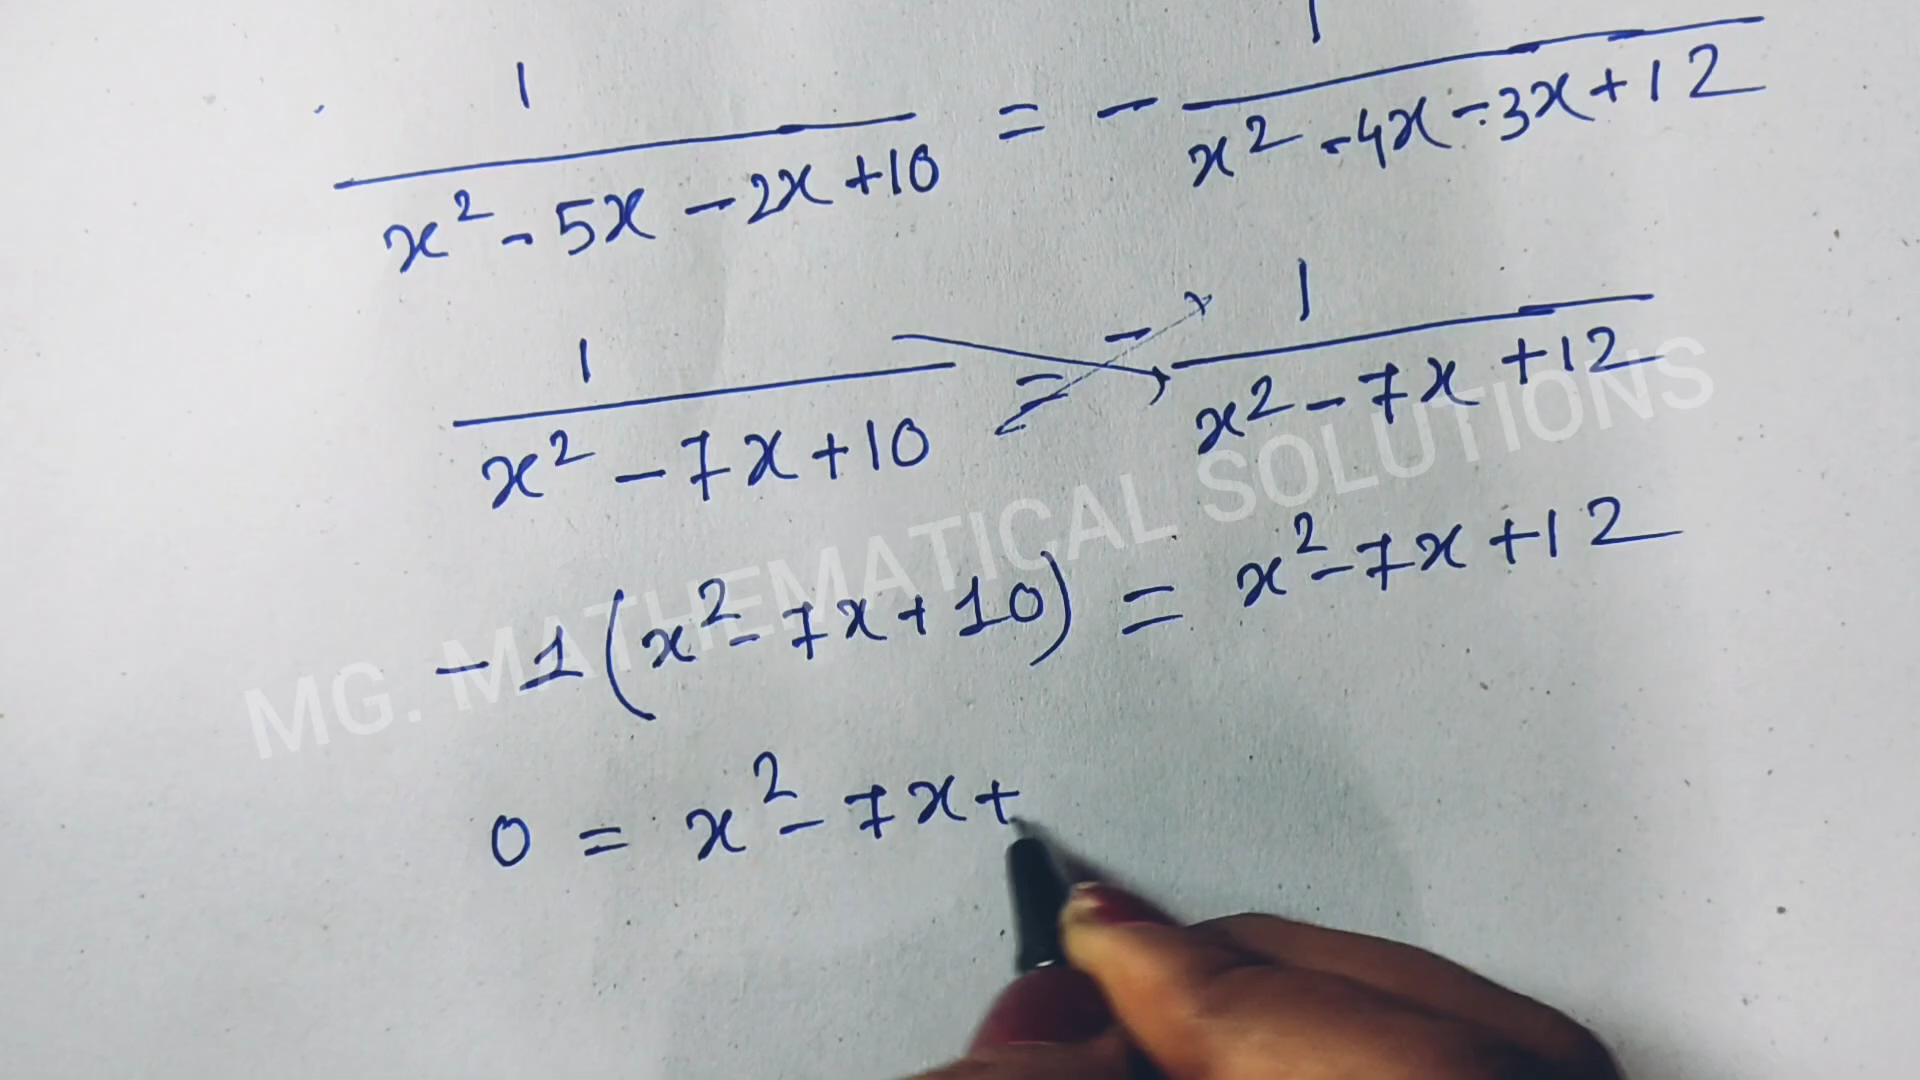 1/(x² - 5x - 2x + 10) = - 1/(x² - 4x - 3x + 12)
1/(x² - 7x + 10) = - 1/(x² - 7x + 12)
- 1 (x² - 7x + 10) = x² - 7x + 12
0 = x² - 7x +
MG. MATHEMATICAL SOLUTIONS